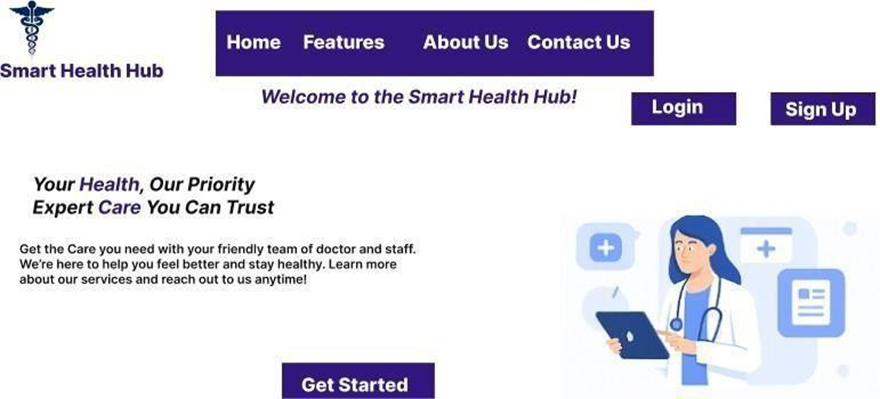 Smart Health Hub
Home Features About Us Contact Us
Welcome to the Smart Health Hub!
Login Sign Up
Your Health, Our Priority
Expert Care You Can Trust
Get the Care you need with your friendly team of doctor and staff.
We're here to help you feel better and stay healthy. Learn more
about our services and reach out to us anytime!
Get Started